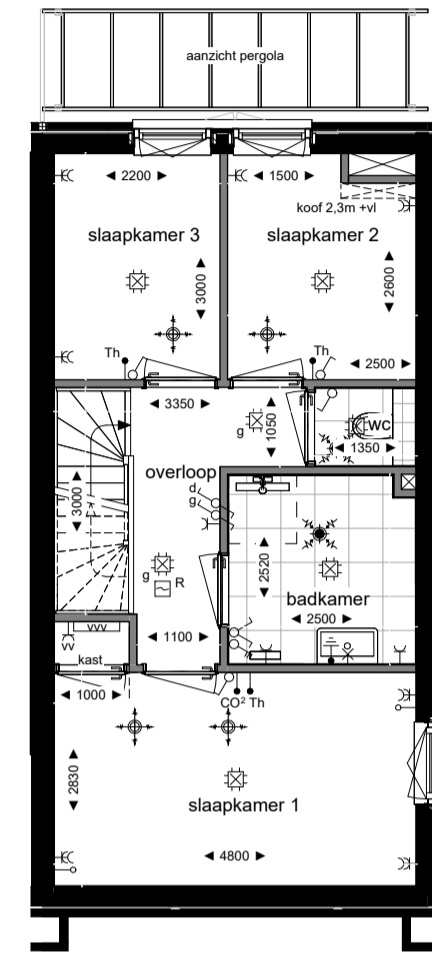 aanzicht pergola
2200
1500
koof 2,3m +vl
slaapkamer 3
slaapkamer 2
3000
2600
Th
Th
2500
3350
g
1050
WC
1350
overloop
3000
d
g
2520
g
R
badkamer
2500
vvv
vv
kast
1100
1000
CO² Th
2830
slaapkamer 1
4800